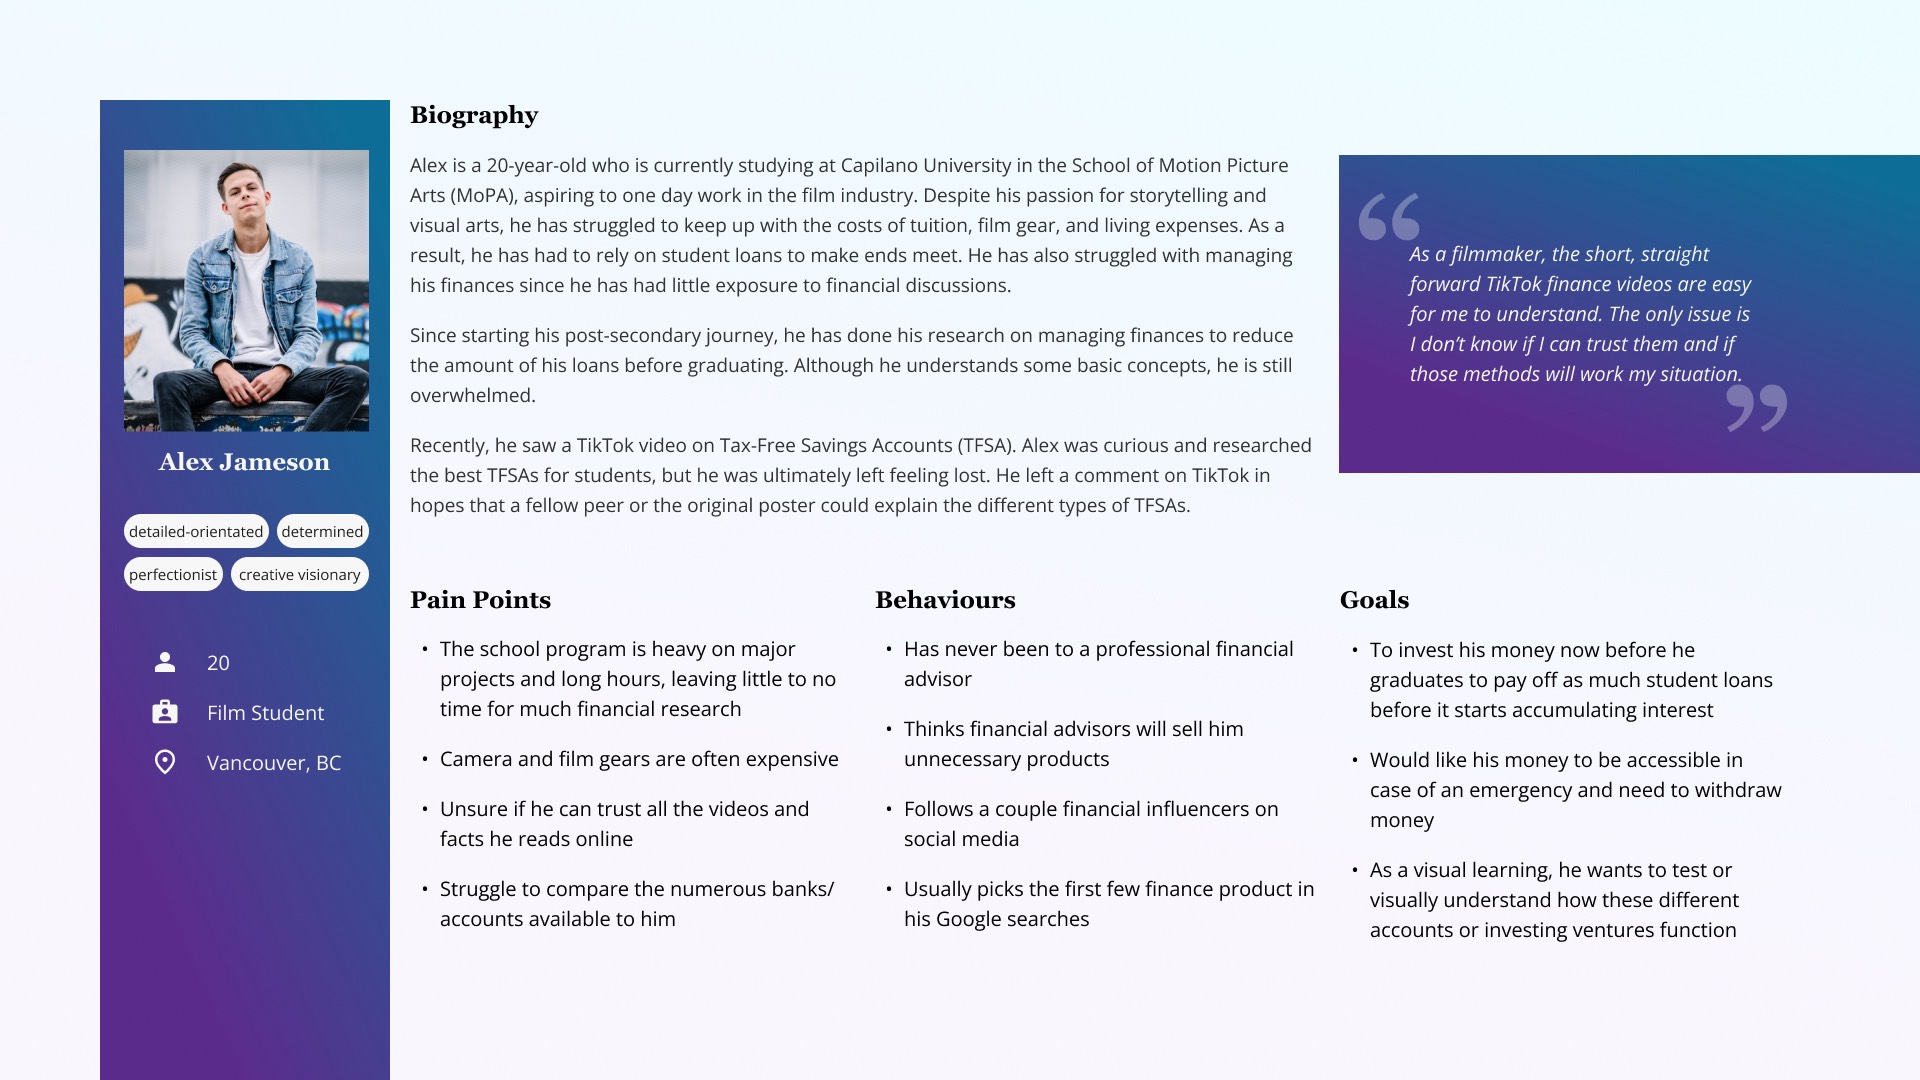 Alex Jameson
detailed-orientated
determined
perfectionist
creative visionary
20
Film Student
Vancouver, BC
Biography
Alex is a 20-year-old who is currently studying at Capilano University in the School of Motion Picture
Arts (MoPA), aspiring to one day work in the film industry. Despite his passion for storytelling and
visual arts, he has struggled to keep up with the costs of tuition, film gear, and living expenses. As a
result, he has had to rely on student loans to make ends meet. He has also struggled with managing
his finances since he has had little exposure to financial discussions.
Since starting his post-secondary journey, he has done his research on managing finances to reduce
the amount of his loans before graduating. Although he understands some basic concepts, he is still
overwhelmed.
Recently, he saw a TikTok video on Tax-Free Savings Accounts (TFSA). Alex was curious and researched
the best TFSAs for students, but he was ultimately left feeling lost. He left a comment on TikTok in
hopes that a fellow peer or the original poster could explain the different types of TFSAs.
“
As a filmmaker, the short, straight
forward TikTok finance videos are easy
for me to understand. The only issue is
I don’t know if I can trust them and if
those methods will work my situation.
”
Pain Points
• The school program is heavy on major
projects and long hours, leaving little to no
time for much financial research
• Camera and film gears are often expensive
• Unsure if he can trust all the videos and
facts he reads online
• Struggle to compare the numerous banks/
accounts available to him
Behaviours
• Has never been to a professional financial
advisor
• Thinks financial advisors will sell him
unnecessary products
• Follows a couple financial influencers on
social media
• Usually picks the first few finance product in
his Google searches
Goals
• To invest his money now before he
graduates to pay off as much student loans
before it starts accumulating interest
• Would like his money to be accessible in
case of an emergency and need to withdraw
money
• As a visual learning, he wants to test or
visually understand how these different
accounts or investing ventures function